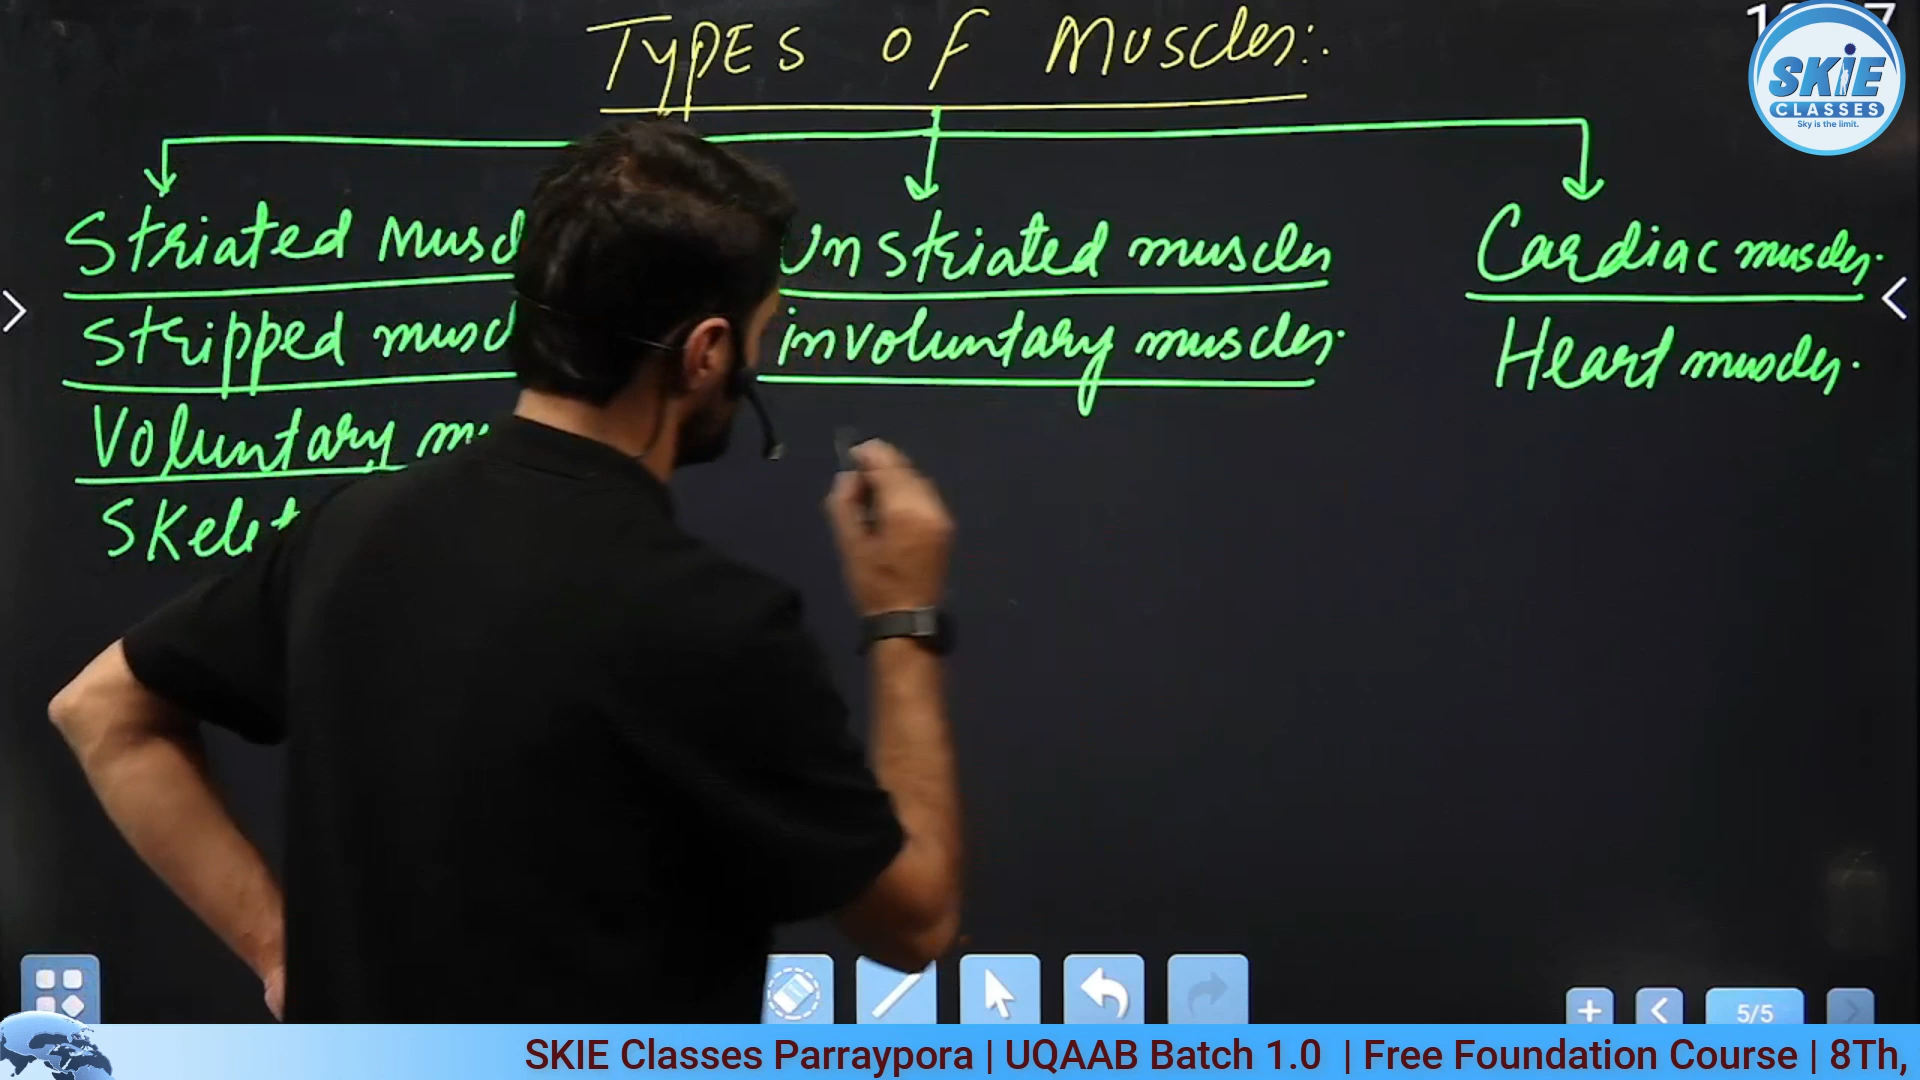 TYPES of Muscles:.
Striated Musc
Unstriated muscles
Cardiac muscles.
Stripped musc
involuntary muscles.
Heart muscles.
Voluntary m
Skelet
SKIE
CLASSES
Sky is the limit.
5/5
SKIE Classes Parraypora | UQAAB Batch 1.0 | Free Foundation Course | 8Th,